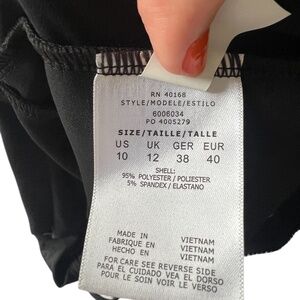 RN 40168
STYLE/MODELE/ESTILO
6006034
PO 4005279
SIZE/TAILLE/TALLE
US UK GER EUR
10 12 38 40
SHELL:
95% POLYESTER / POLIESTER
5% SPANDEX / ELASTANO
MADE IN VIETNAM
FABRIQUE EN VIETNAM
HECHO EN VIETNAM
FOR CARE SEE REVERSE SIDE
PARA EL CUIDADO VEA EL DORSO
POUR LE SOIN VOIR LE VERSO